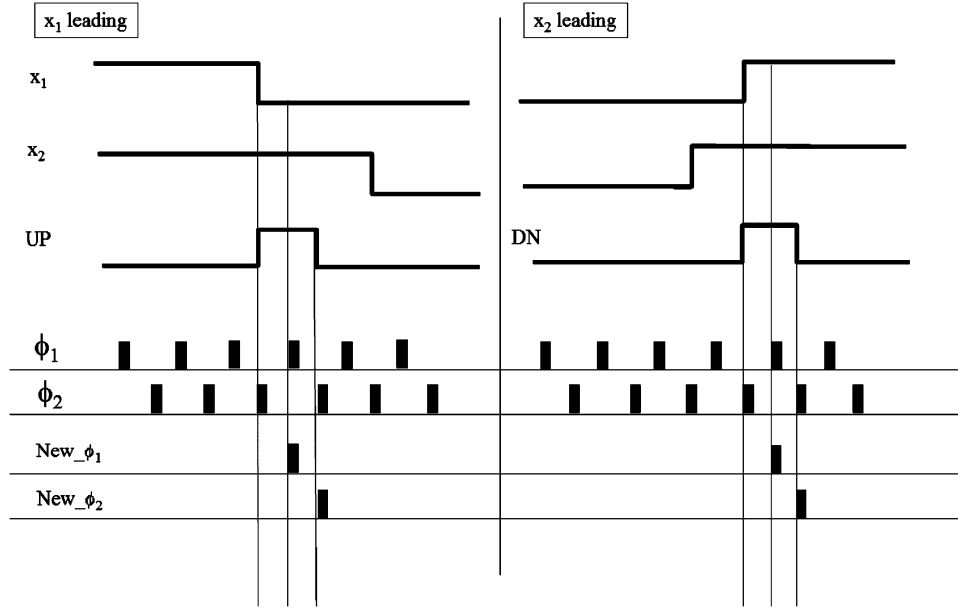 x₁ leading
x₂ leading
x₁
x₂
UP
DN
ϕ₁
ϕ₂
New_ϕ₁
New_ϕ₂